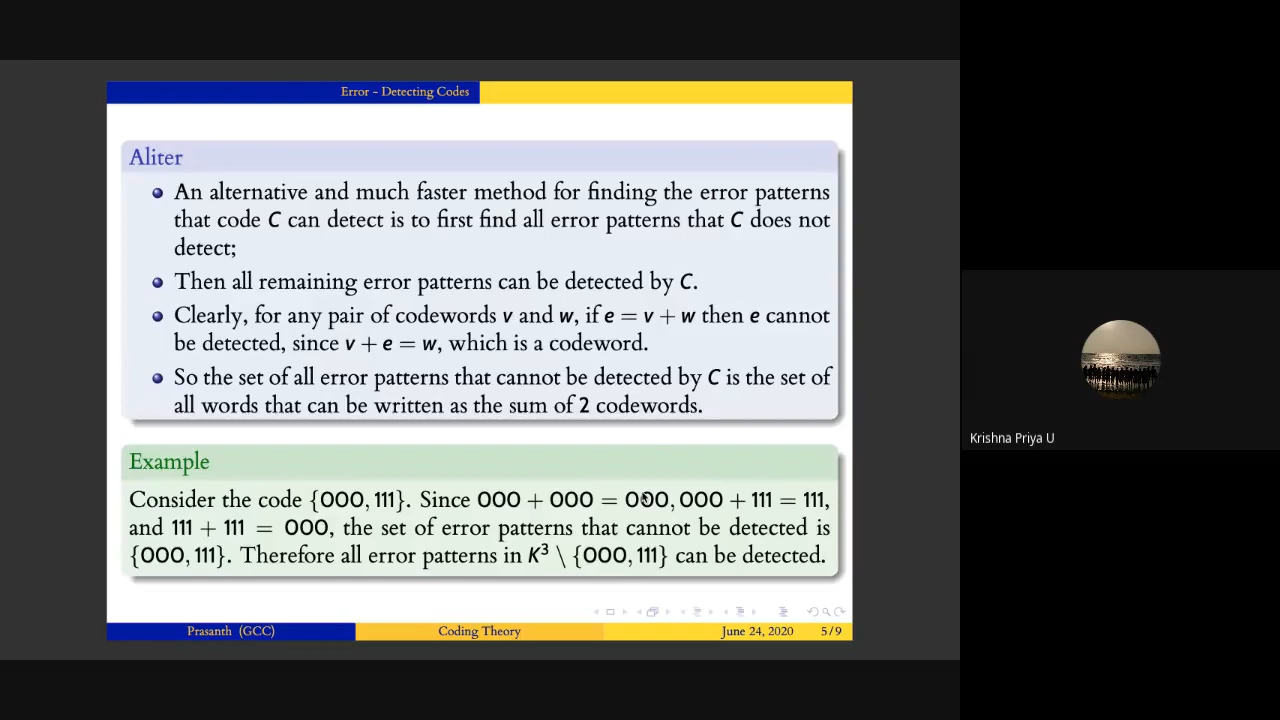 Error - Detecting Codes
Aliter
An alternative and much faster method for finding the error patterns
that code C can detect is to first find all error patterns that C does not
detect;
Then all remaining error patterns can be detected by C.
Clearly, for any pair of codewords v and w, if e = v + w then e cannot
be detected, since v + e = w, which is a codeword.
So the set of all error patterns that cannot be detected by C is the set of
all words that can be written as the sum of 2 codewords.
Example
Consider the code {000, 111}. Since 000 + 000 = 000, 000 + 111 = 111,
and 111 + 111 = 000, the set of error patterns that cannot be detected is
{000, 111}. Therefore all error patterns in K³ \ {000, 111} can be detected.
Prasanth (GCC) Coding Theory June 24, 2020 5/9
Krishna Priya U